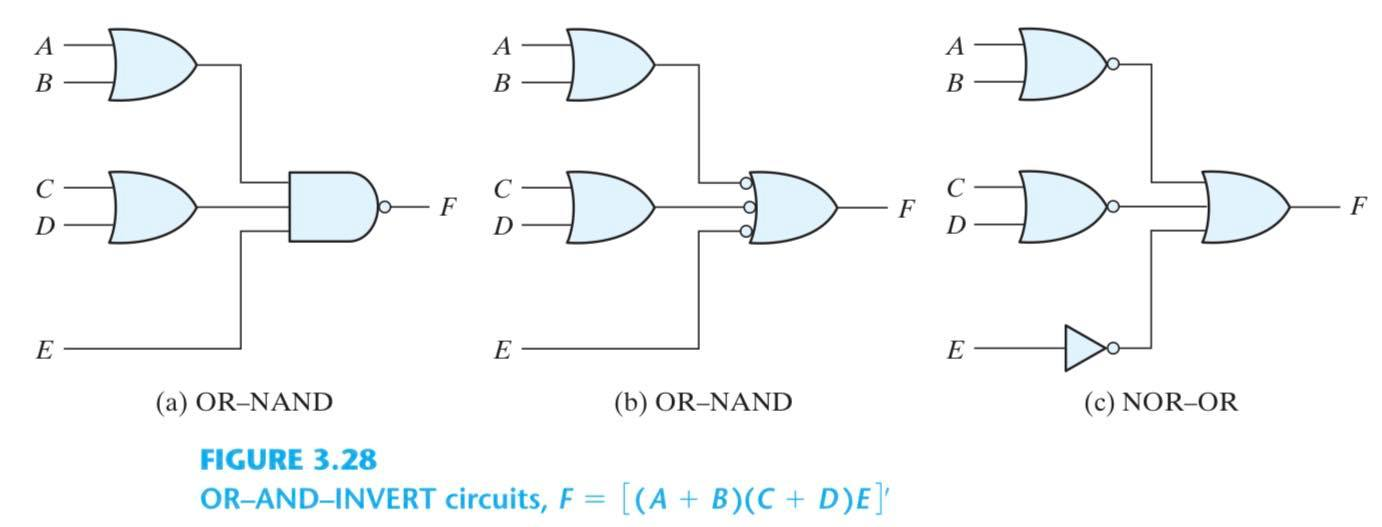 A
B
C
D
E
F
(a) OR–NAND
A
B
C
D
E
F
(b) OR–NAND
A
B
C
D
E
F
(c) NOR–OR
FIGURE 3.28
OR–AND–INVERT circuits, F = [(A + B)(C + D)E]′